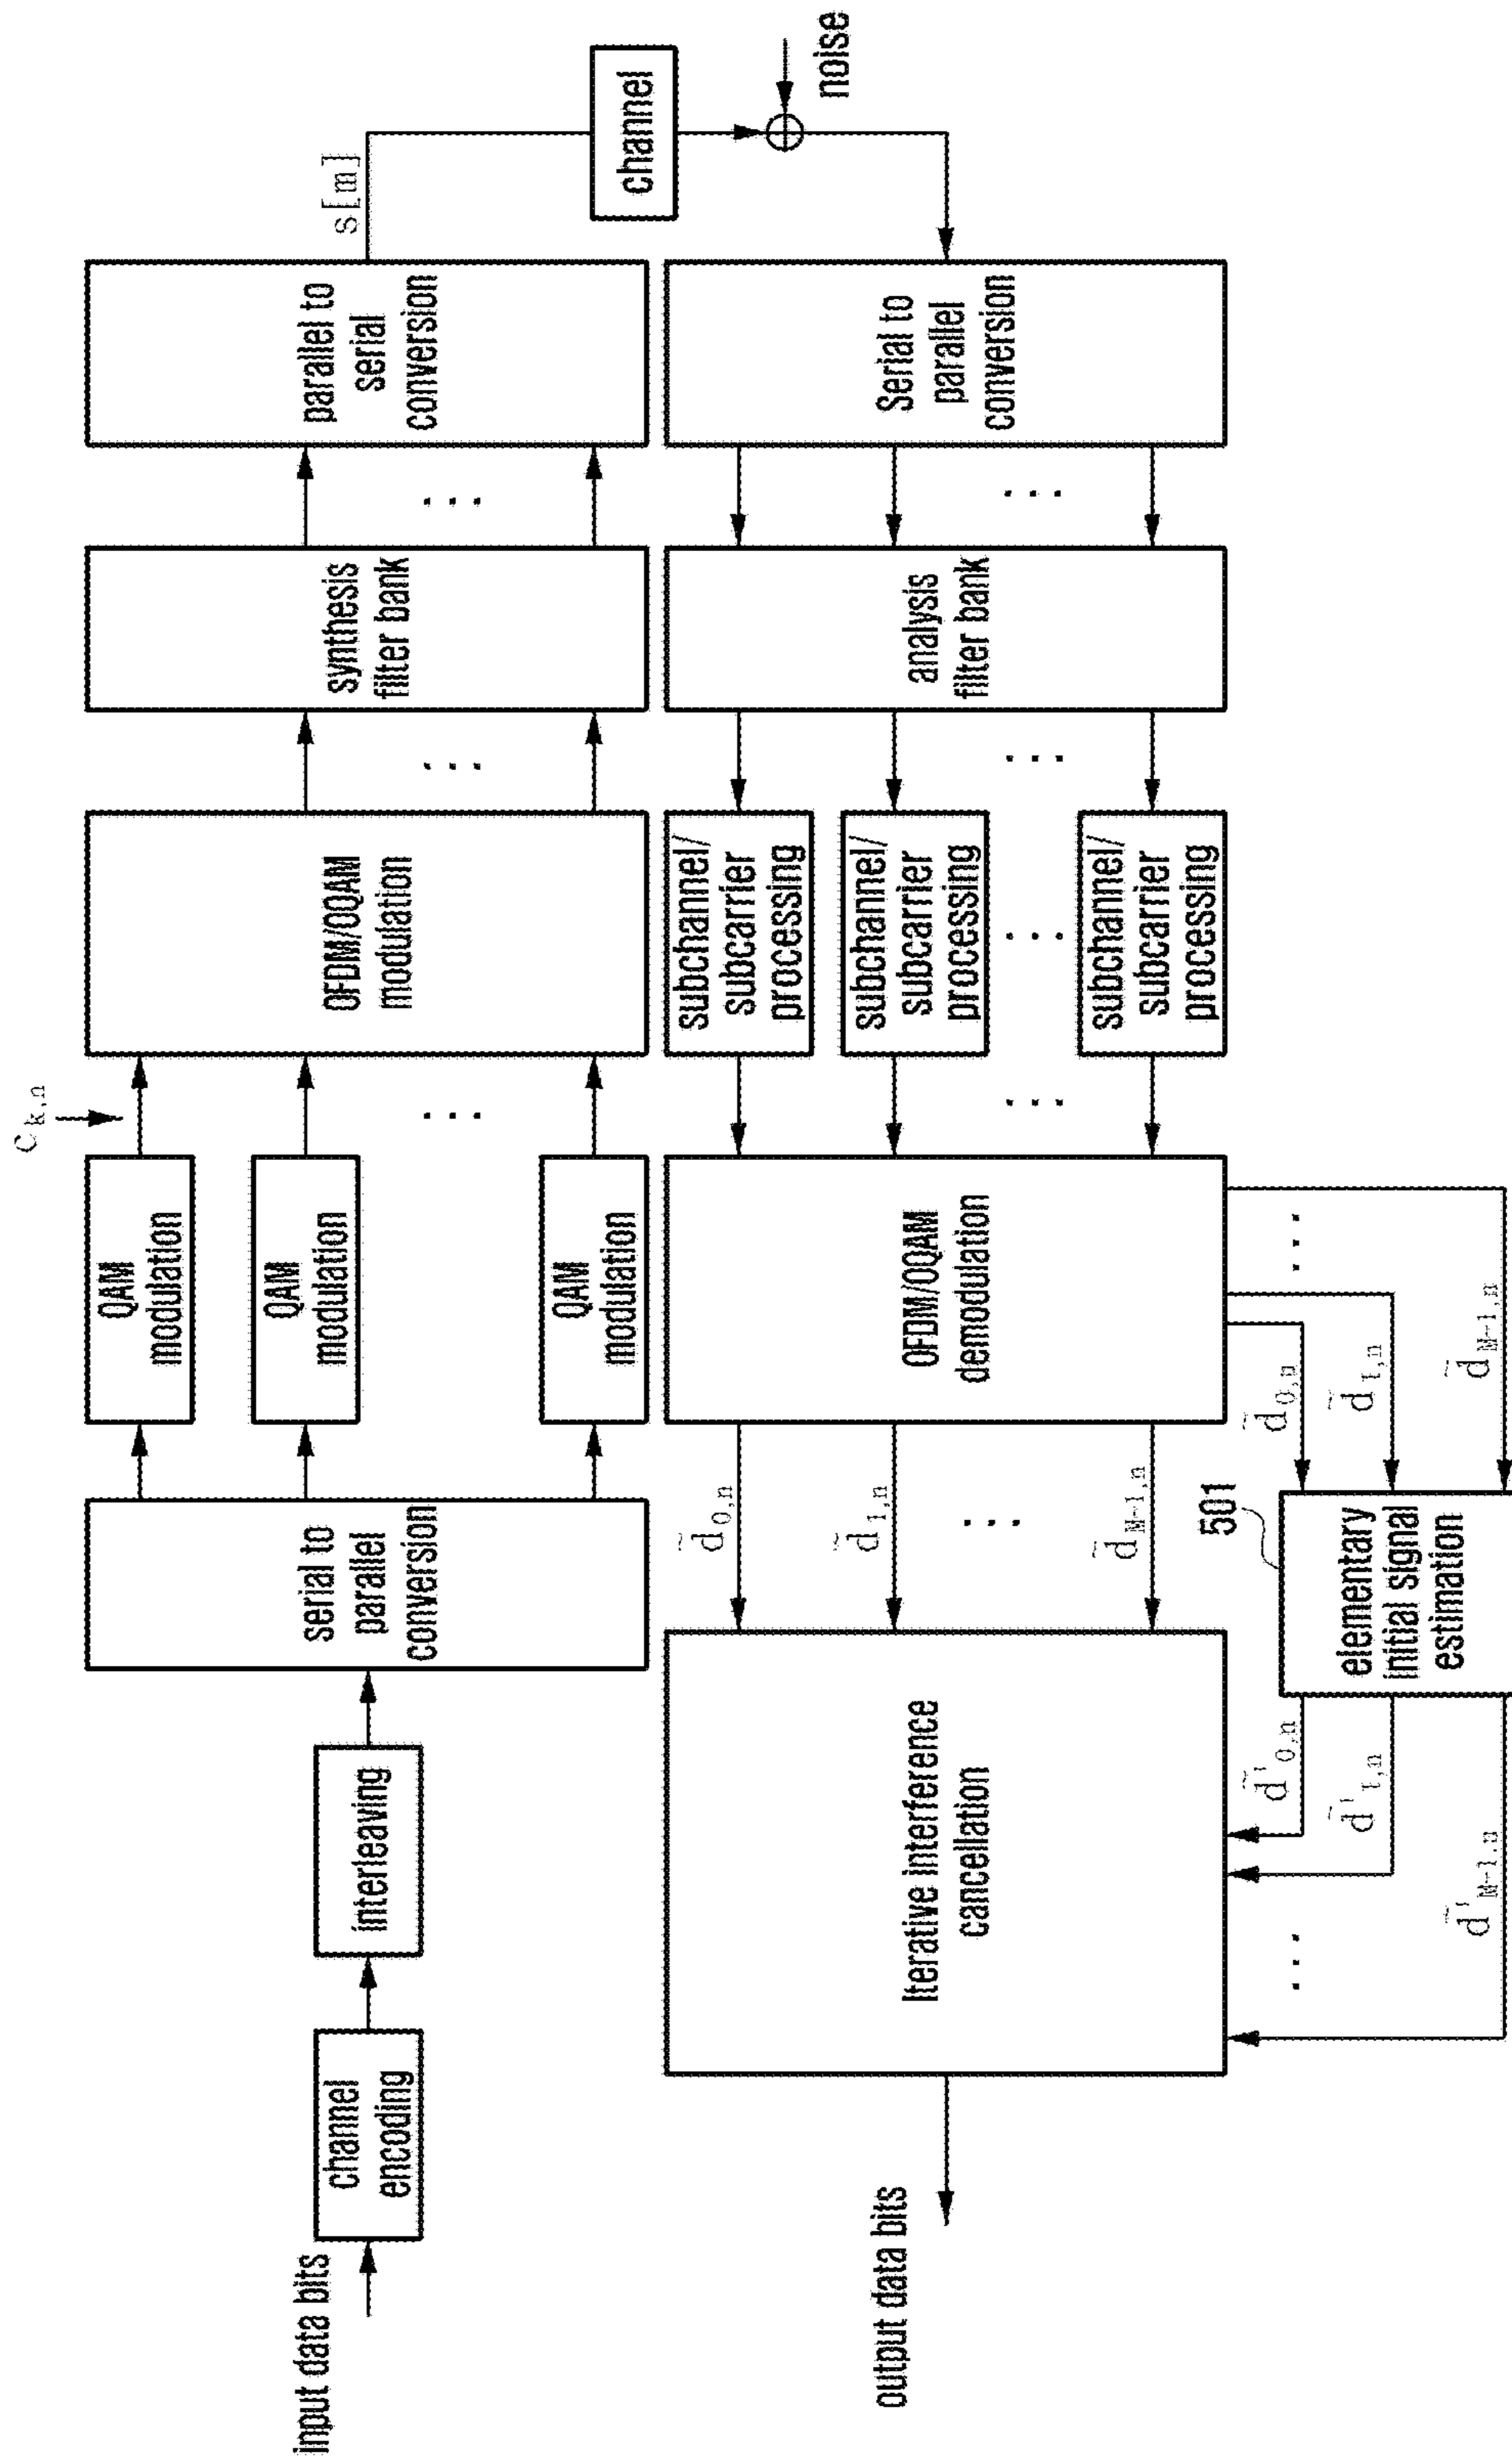 input data bits
channel
encoding
interleaving
serial to
parallel
conversion
QAM
modulation
QAM
modulation
QAM
modulation
c_{k,n}
...
OFDM/OQAM
modulation
...
synthesis
filter bank
...
parallel to
serial
conversion
s[m]
channel
noise
Serial to
parallel
conversion
...
analysis
filter bank
...
subchannel/
subcarrier
processing
subchannel/
subcarrier
processing
...
subchannel/
subcarrier
processing
...
OFDM/OQAM
demodulation
d̃_{0,n}
d̃_{1,n}
...
d̃_{M-1,n}
d̃_{0,n}
d̃_{1,n}
...
d̃_{M-1,n}
501
elementary
initial signal
estimation
d̃'_{0,n}
d̃'_{1,n}
...
d̃'_{M-1,n}
Iterative interference
cancellation
output data bits